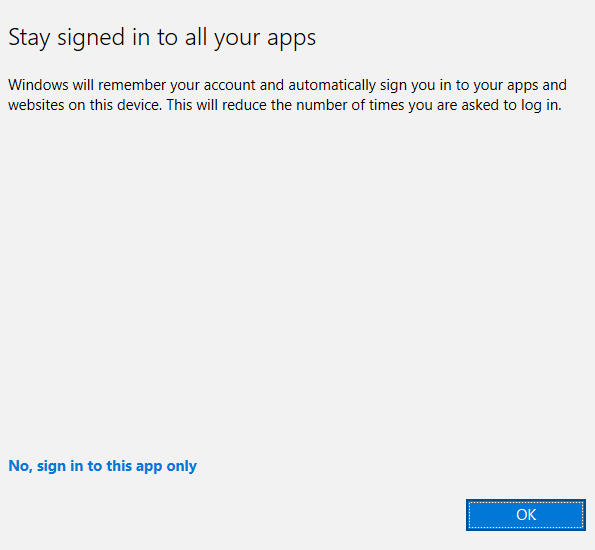 Stay signed in to all your apps
Windows will remember your account and automatically sign you in to your apps and
websites on this device. This will reduce the number of times you are asked to log in.
No, sign in to this app only
OK